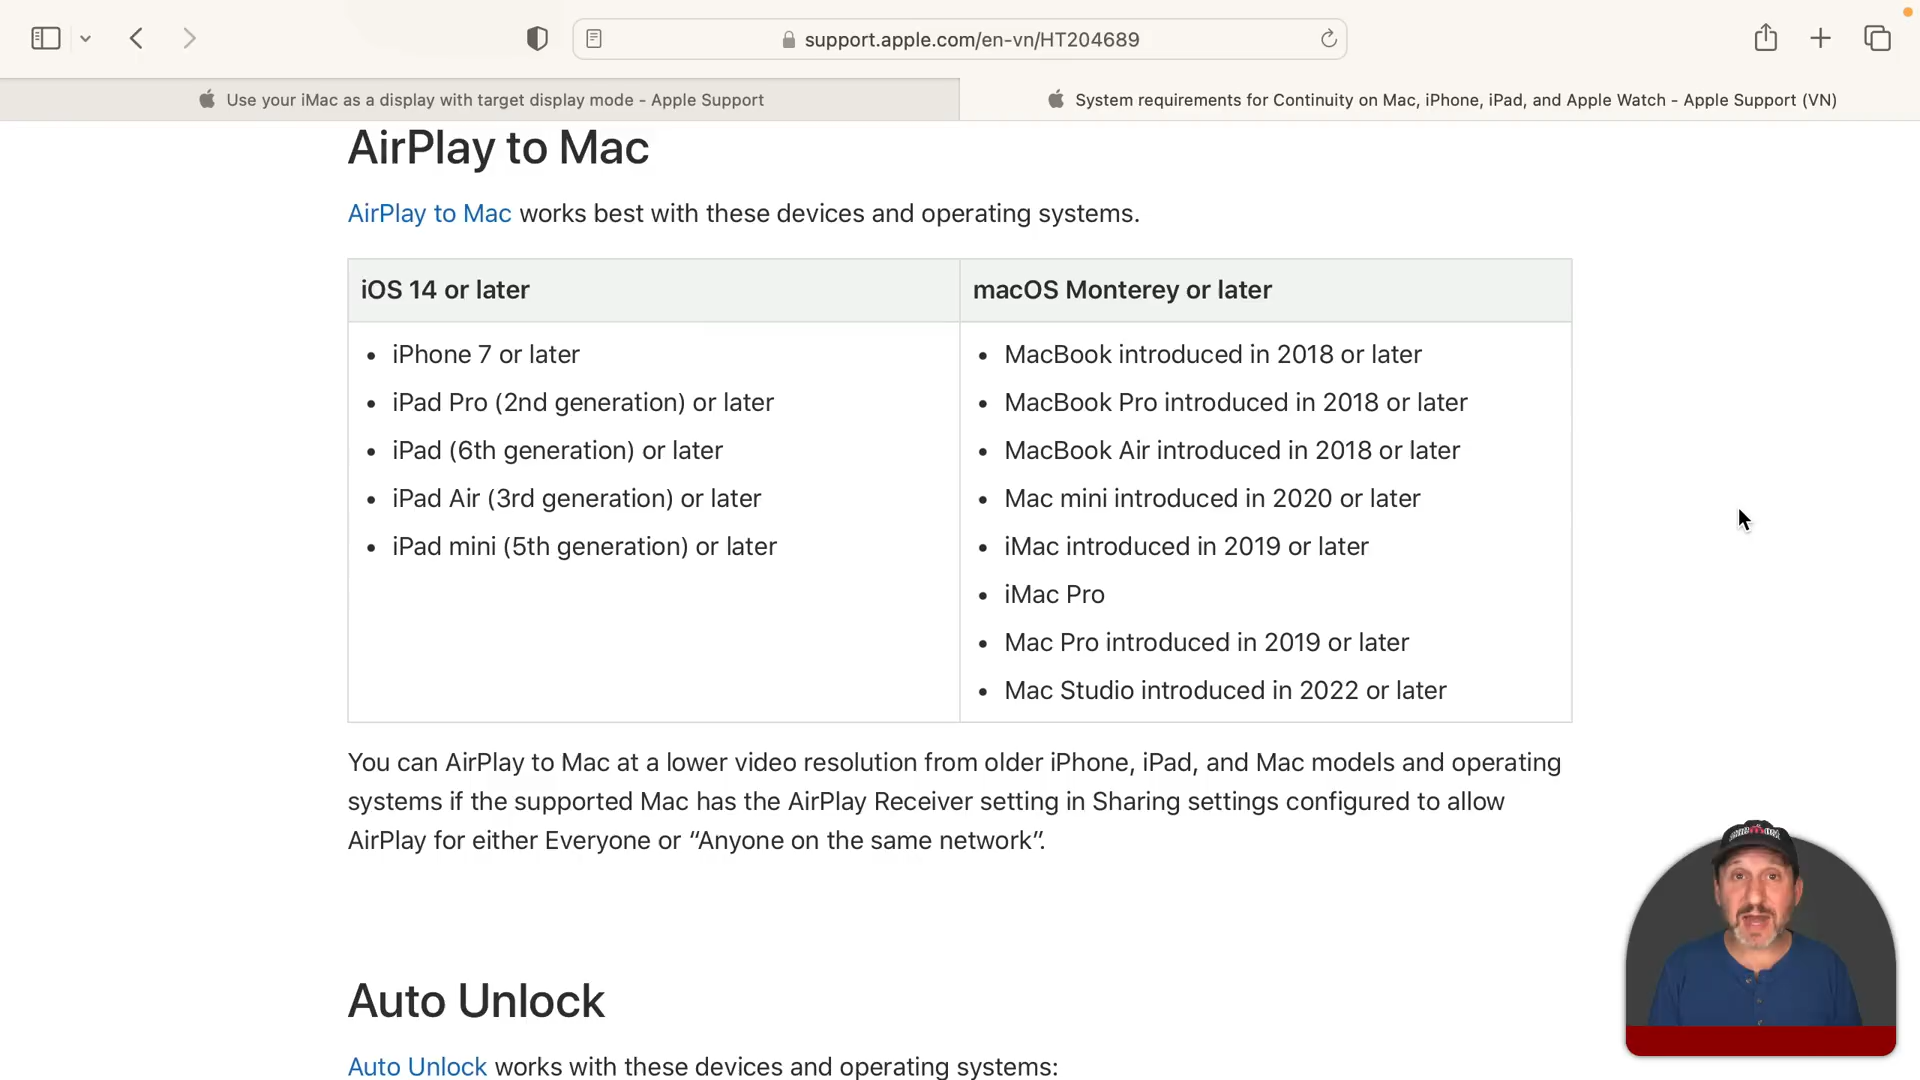 support.apple.com/en-vn/HT204689
Use your iMac as a display with target display mode - Apple Support
System requirements for Continuity on Mac, iPhone, iPad, and Apple Watch - Apple Support (VN)
AirPlay to Mac
AirPlay to Mac works best with these devices and operating systems.
iOS 14 or later
macOS Monterey or later
• iPhone 7 or later
• iPad Pro (2nd generation) or later
• iPad (6th generation) or later
• iPad Air (3rd generation) or later
• iPad mini (5th generation) or later
• MacBook introduced in 2018 or later
• MacBook Pro introduced in 2018 or later
• MacBook Air introduced in 2018 or later
• Mac mini introduced in 2020 or later
• iMac introduced in 2019 or later
• iMac Pro
• Mac Pro introduced in 2019 or later
• Mac Studio introduced in 2022 or later
You can AirPlay to Mac at a lower video resolution from older iPhone, iPad, and Mac models and operating
systems if the supported Mac has the AirPlay Receiver setting in Sharing settings configured to allow
AirPlay for either Everyone or “Anyone on the same network”.
Auto Unlock
Auto Unlock works with these devices and operating systems: